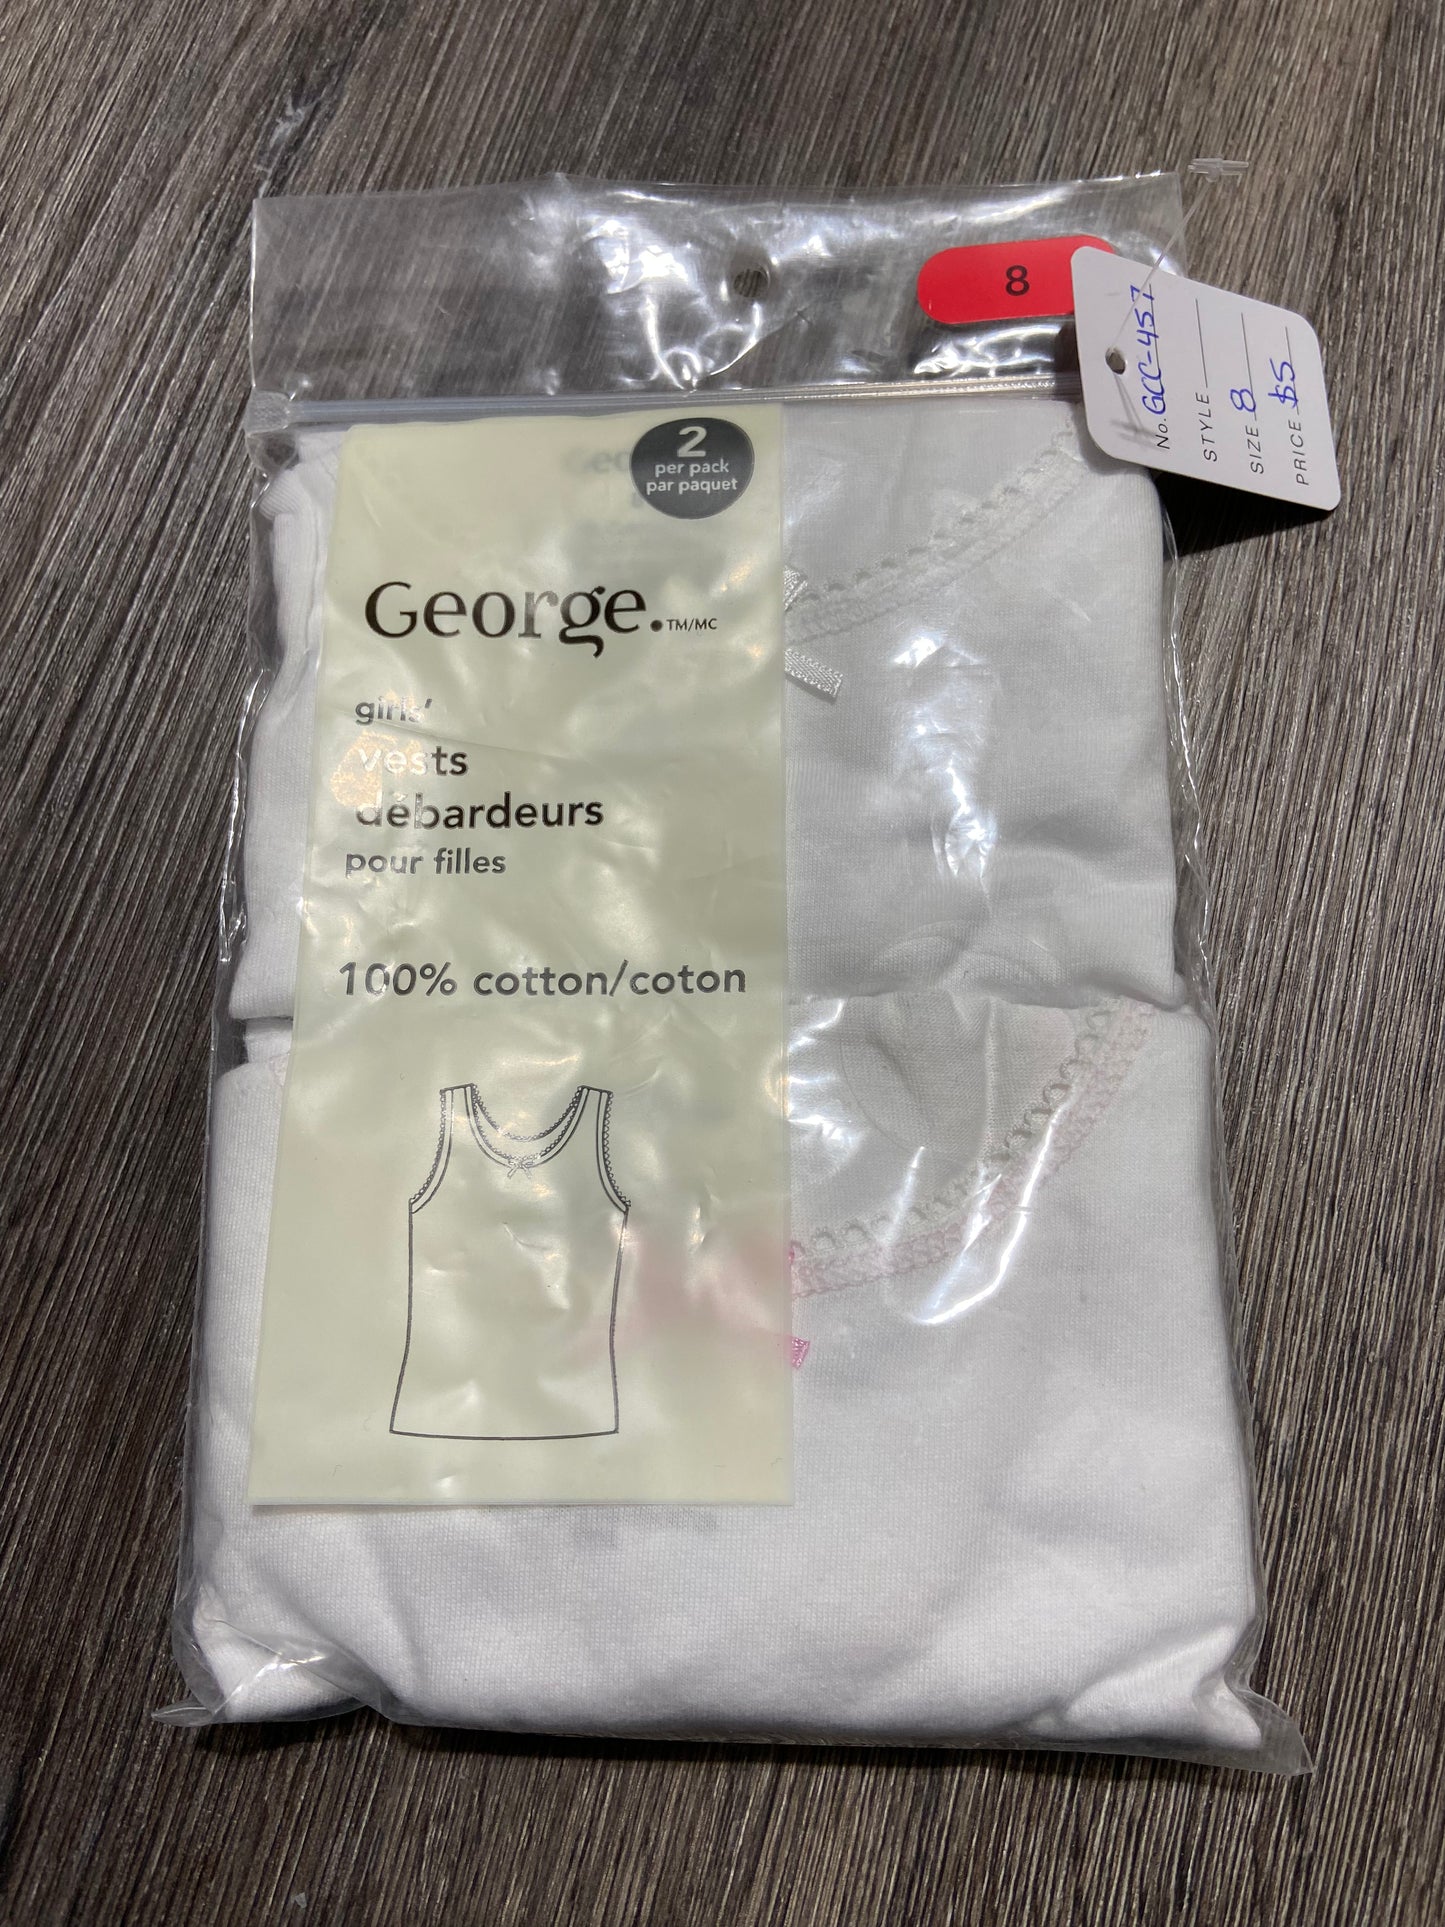 8
No. GCC-457
STYLE
SIZE 8
PRICE $5
2
per pack
par paquet
George.TM/MC
girls'
vests
débardeurs
pour filles
100% cotton/coton